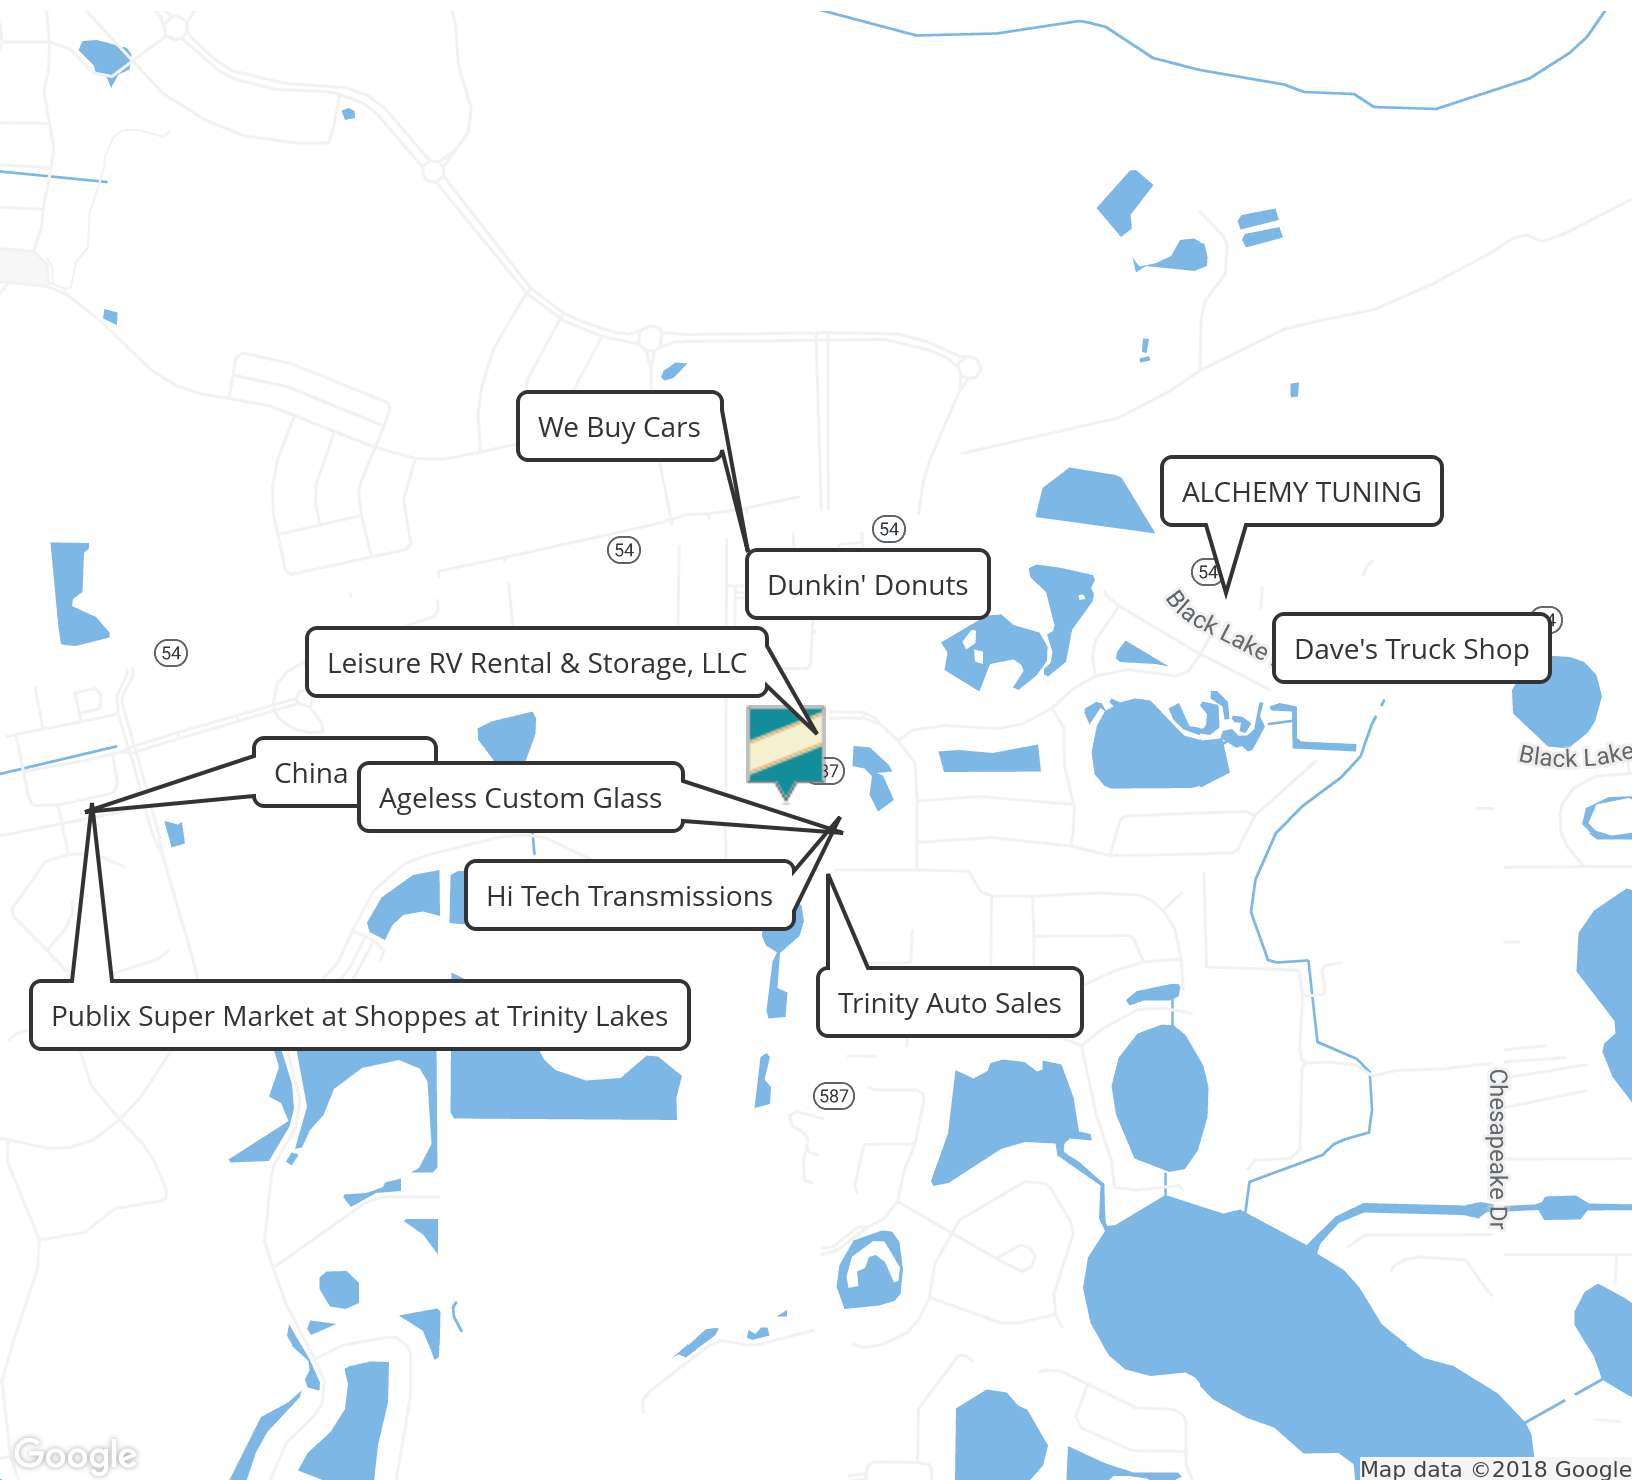 We Buy Cars
ALCHEMY TUNING
54
Dunkin' Donuts
54
54
Black Lake
Dave's Truck Shop
Leisure RV Rental & Storage, LLC
54
Black Lake
China
Ageless Custom Glass
Hi Tech Transmissions
Publix Super Market at Shoppes at Trinity Lakes
Trinity Auto Sales
587
Chesapeake Dr
Google
Map data ©2018 Google